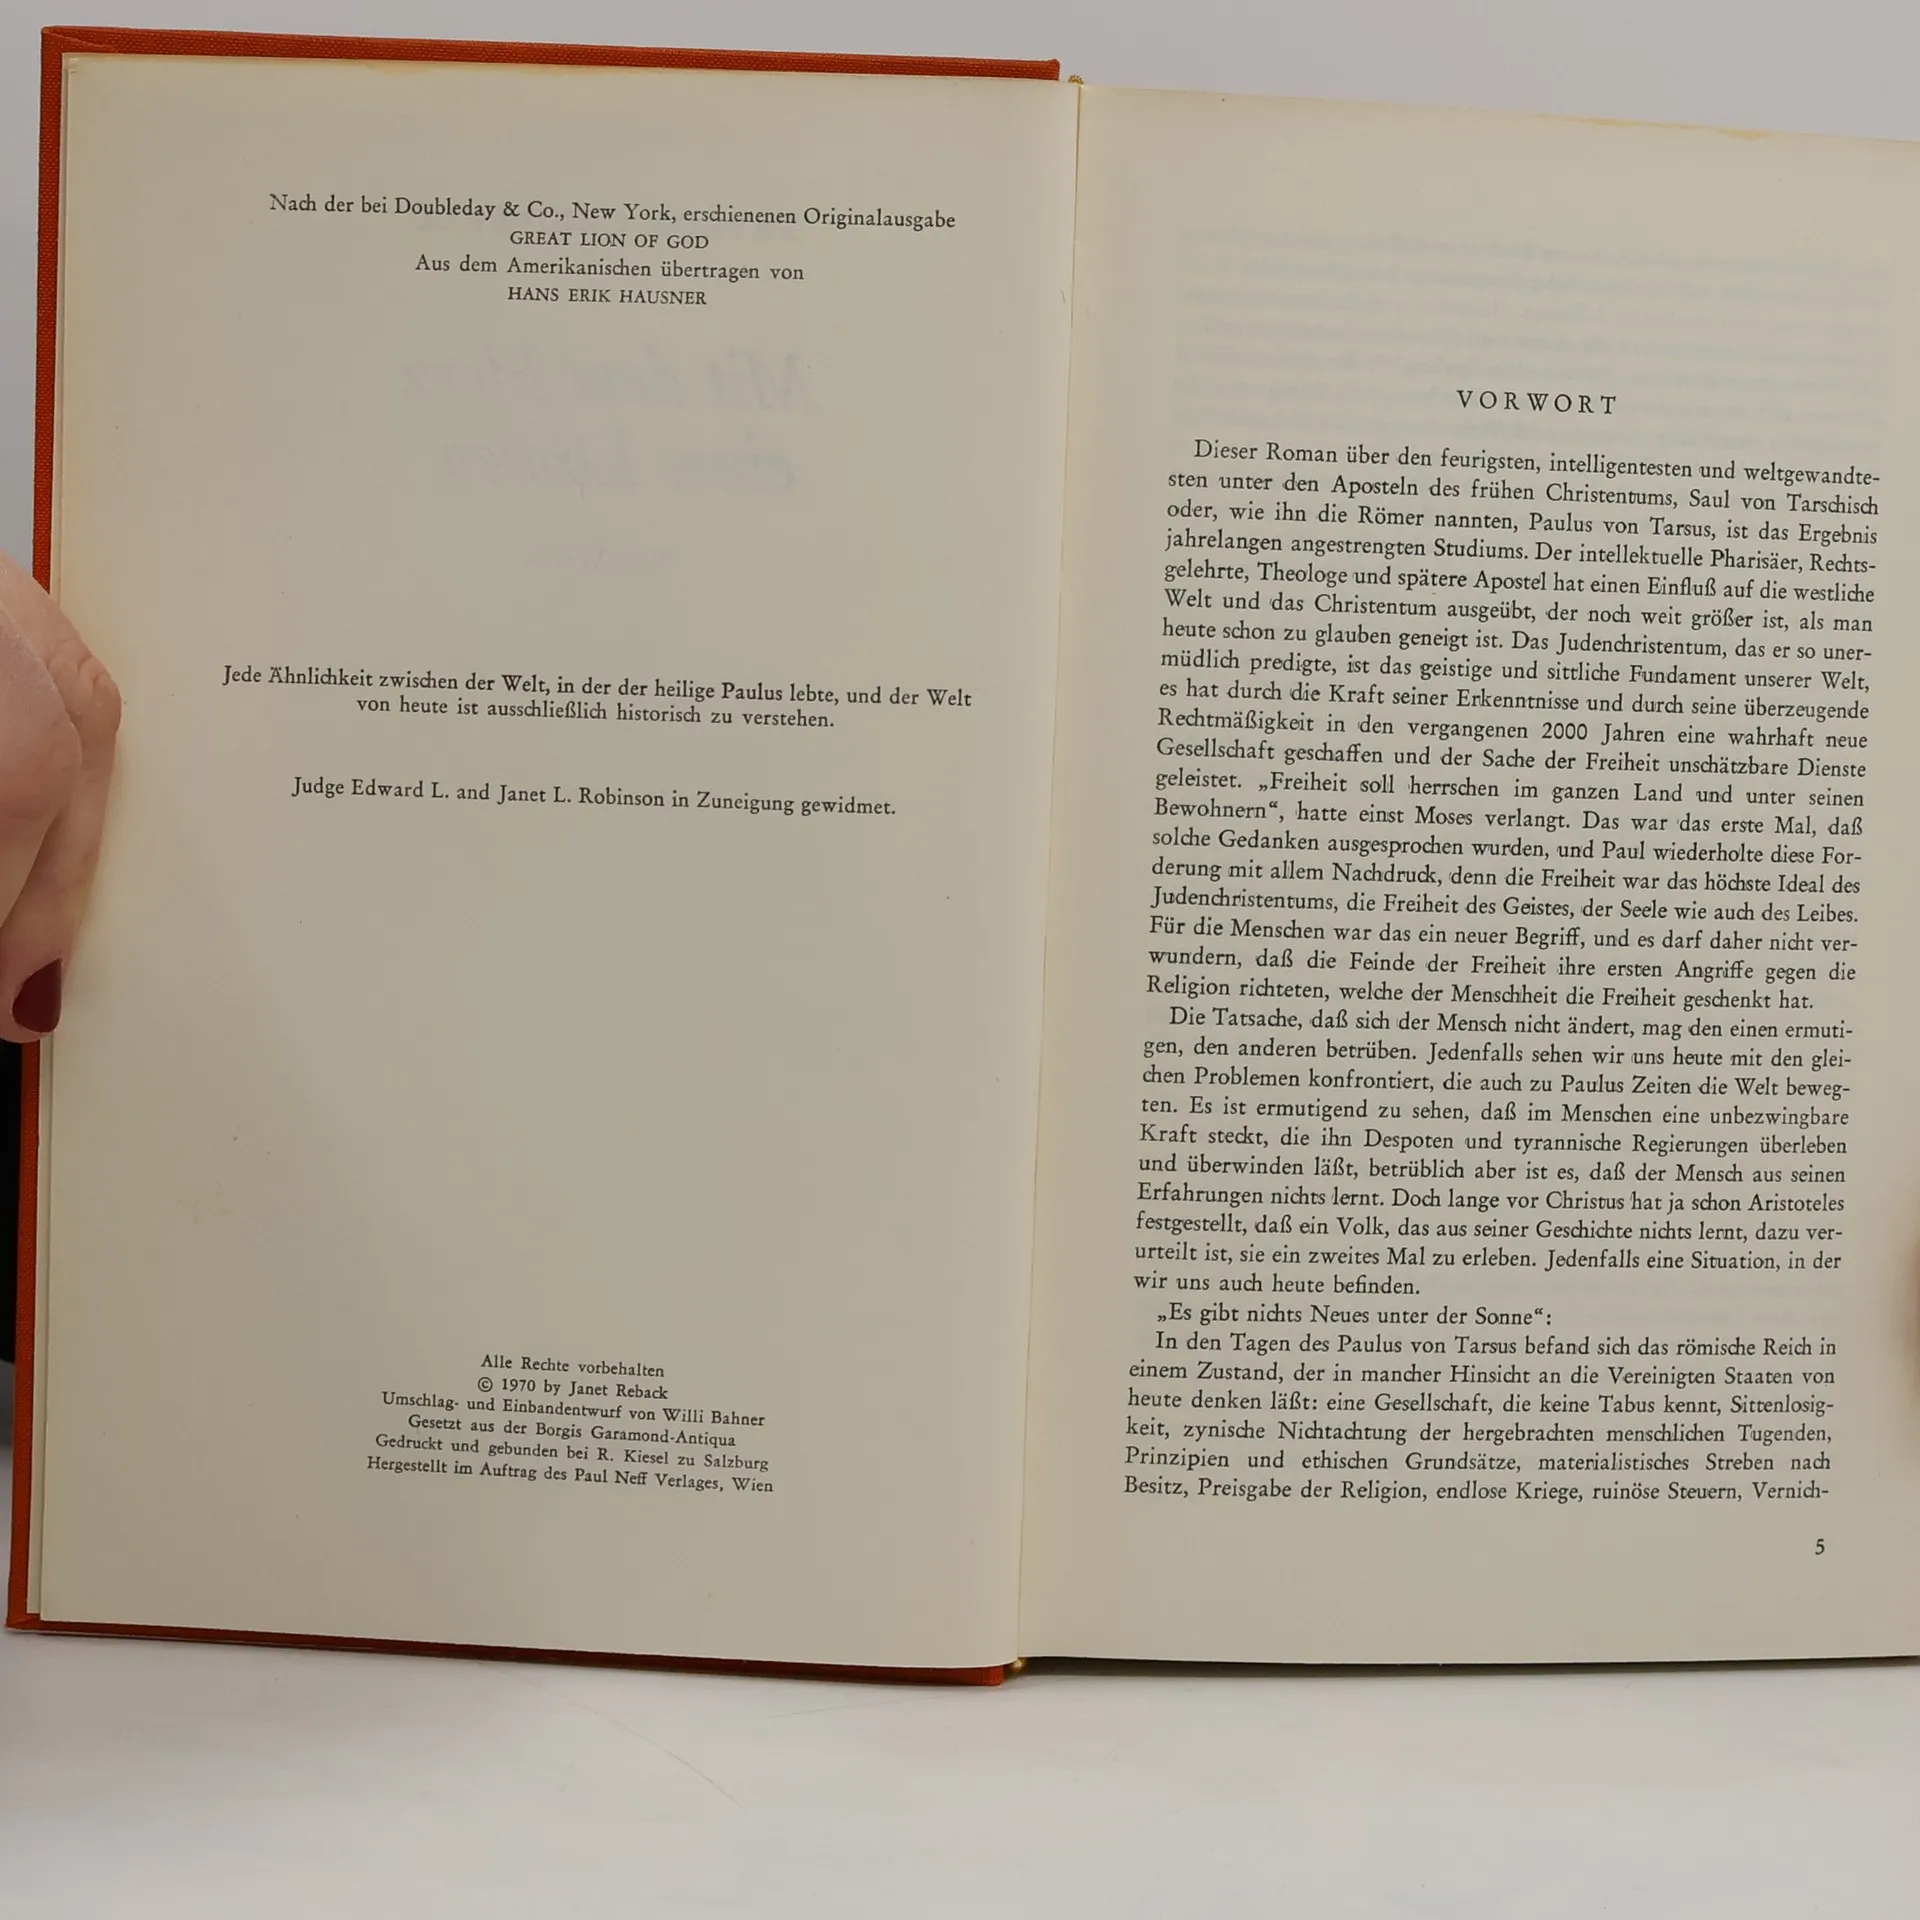 Nach der bei Doubleday & Co., New York, erschienenen Originalausgabe
GREAT LION OF GOD
Aus dem Amerikanischen übertragen von
HANS ERIK HAUSNER
Jede Ähnlichkeit zwischen der Welt, in der der heilige Paulus lebte, und der Welt
von heute ist ausschließlich historisch zu verstehen.
Judge Edward L. and Janet L. Robinson in Zuneigung gewidmet.
Alle Rechte vorbehalten
© 1970 by Janet Reback
Umschlag- und Einbandentwurf von Willi Bahner
Gesetzt aus der Borgis Garamond-Antiqua
Gedruckt und gebunden bei R. Kiesel zu Salzburg
Hergestellt im Auftrag des Paul Neff Verlages, Wien
VORWORT
Dieser Roman über den feurigsten, intelligentesten und weltgewandte-
sten unter den Aposteln des frühen Christentums, Saul von Tarschisch
oder, wie ihn die Römer nannten, Paulus von Tarsus, ist das Ergebnis
jahrelangen angestrengten Studiums. Der intellektuelle Pharisäer, Rechts-
gelehrte, Theologe und spätere Apostel hat einen Einfluß auf die westliche
Welt und das Christentum ausgeübt, der noch weit größer ist, als man
heute schon zu glauben geneigt ist. Das Judenchristentum, das er so uner-
müdlich predigte, ist das geistige und sittliche Fundament unserer Welt,
es hat durch die Kraft seiner Erkenntnisse und durch seine überzeugende
Rechtmäßigkeit in den vergangenen 2000 Jahren eine wahrhaft neue
Gesellschaft geschaffen und der Sache der Freiheit unschätzbare Dienste
geleistet. „Freiheit soll herrschen im ganzen Land und unter seinen
Bewohnern“, hatte einst Moses verlangt. Das war das erste Mal, daß
solche Gedanken ausgesprochen wurden, und Paul wiederholte diese For-
derung mit allem Nachdruck, denn die Freiheit war das höchste Ideal des
Judenchristentums, die Freiheit des Geistes, der Seele wie auch des Leibes.
Für die Menschen war das ein neuer Begriff, und es darf daher nicht ver-
wundern, daß die Feinde der Freiheit ihre ersten Angriffe gegen die
Religion richteten, welche der Menschheit die Freiheit geschenkt hat.
Die Tatsache, daß sich der Mensch nicht ändert, mag den einen ermuti-
gen, den anderen betrüben. Jedenfalls sehen wir uns heute mit den glei-
chen Problemen konfrontiert, die auch zu Paulus Zeiten die Welt beweg-
ten. Es ist ermutigend zu sehen, daß im Menschen eine unbezwingbare
Kraft steckt, die ihn Despoten und tyrannische Regierungen überleben
und überwinden läßt, betrüblich aber ist es, daß der Mensch aus seinen
Erfahrungen nichts lernt. Doch lange vor Christus hat ja schon Aristoteles
festgestellt, daß ein Volk, das aus seiner Geschichte nichts lernt, dazu ver-
urteilt ist, sie ein zweites Mal zu erleben. Jedenfalls eine Situation, in der
wir uns auch heute befinden.
„Es gibt nichts Neues unter der Sonne“:
In den Tagen des Paulus von Tarsus befand sich das römische Reich in
einem Zustand, der in mancher Hinsicht an die Vereinigten Staaten von
heute denken läßt: eine Gesellschaft, die keine Tabus kennt, Sittenlosig-
keit, zynische Nichtachtung der hergebrachten menschlichen Tugenden,
Prinzipien und ethischen Grundsätze, materialistisches Streben nach
Besitz, Preisgabe der Religion, endlose Kriege, ruinöse Steuern, Vernich-
5